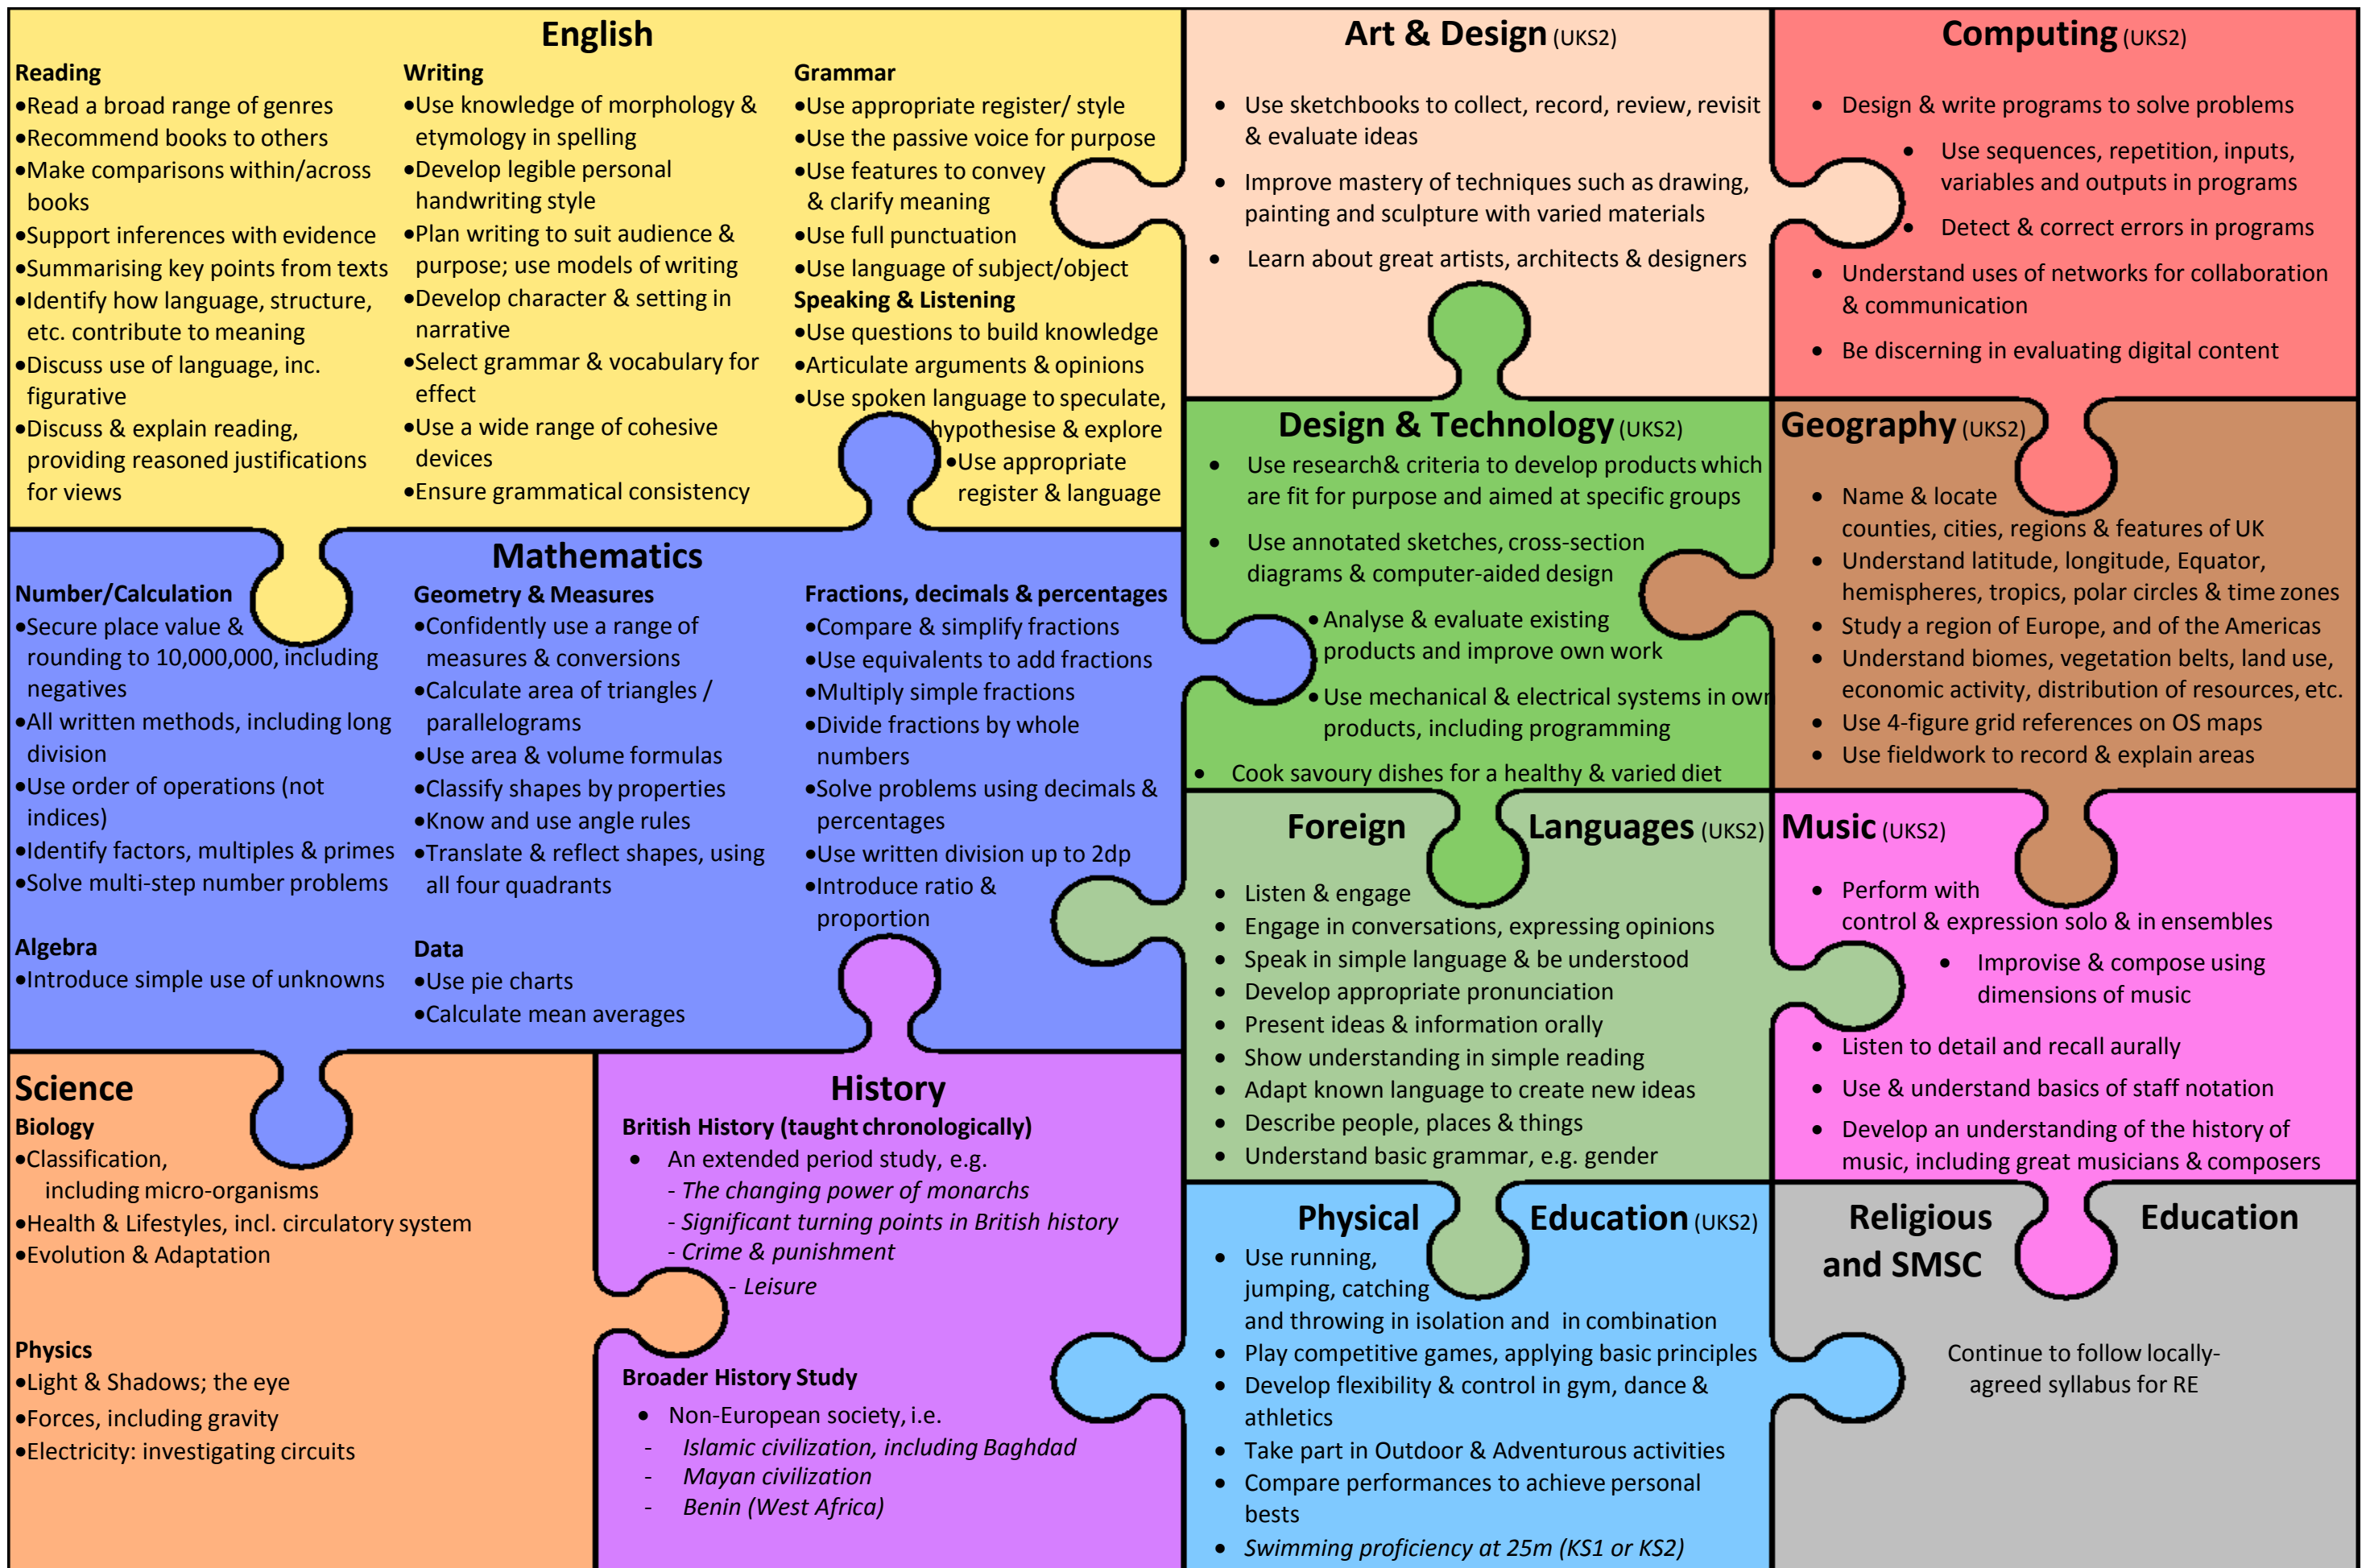 English
Reading
•Read a broad range of genres
•Recommend books to others
•Make comparisons within/across
books
•Support inferences with evidence
•Summarising key points from texts
•Identify how language, structure,
etc. contribute to meaning
•Discuss use of language, inc.
figurative
•Discuss & explain reading,
providing reasoned justifications
for views
Writing
•Use knowledge of morphology &
etymology in spelling
•Develop legible personal
handwriting style
•Plan writing to suit audience &
purpose; use models of writing
•Develop character & setting in
narrative
•Select grammar & vocabulary for
effect
•Use a wide range of cohesive
devices
•Ensure grammatical consistency
Grammar
•Use appropriate register/ style
•Use the passive voice for purpose
•Use features to convey
& clarify meaning
•Use full punctuation
•Use language of subject/object
Speaking & Listening
•Use questions to build knowledge
•Articulate arguments & opinions
•Use spoken language to speculate,
hypothesise & explore
•Use appropriate
register & language
Art & Design (UKS2)
• Use sketchbooks to collect, record, review, revisit
& evaluate ideas
• Improve mastery of techniques such as drawing,
painting and sculpture with varied materials
• Learn about great artists, architects & designers
Computing (UKS2)
• Design & write programs to solve problems
• Use sequences, repetition, inputs,
variables and outputs in programs
• Detect & correct errors in programs
• Understand uses of networks for collaboration
& communication
• Be discerning in evaluating digital content
Mathematics
Number/Calculation
•Secure place value &
rounding to 10,000,000, including
negatives
•All written methods, including long
division
•Use order of operations (not
indices)
•Identify factors, multiples & primes
•Solve multi-step number problems
Algebra
•Introduce simple use of unknowns
Geometry & Measures
•Confidently use a range of
measures & conversions
•Calculate area of triangles /
parallelograms
•Use area & volume formulas
•Classify shapes by properties
•Know and use angle rules
•Translate & reflect shapes, using
all four quadrants
Data
•Use pie charts
•Calculate mean averages
Fractions, decimals & percentages
•Compare & simplify fractions
•Use equivalents to add fractions
•Multiply simple fractions
•Divide fractions by whole
numbers
•Solve problems using decimals &
percentages
•Use written division up to 2dp
•Introduce ratio &
proportion
Design & Technology (UKS2)
• Use research& criteria to develop products which
are fit for purpose and aimed at specific groups
• Use annotated sketches, cross-section
diagrams & computer-aided design
• Analyse & evaluate existing
products and improve own work
• Use mechanical & electrical systems in own
products, including programming
• Cook savoury dishes for a healthy & varied diet
Geography (UKS2)
• Name & locate
counties, cities, regions & features of UK
• Understand latitude, longitude, Equator,
hemispheres, tropics, polar circles & time zones
• Study a region of Europe, and of the Americas
• Understand biomes, vegetation belts, land use,
economic activity, distribution of resources, etc.
• Use 4-figure grid references on OS maps
• Use fieldwork to record & explain areas
Foreign Languages (UKS2)
• Listen & engage
• Engage in conversations, expressing opinions
• Speak in simple language & be understood
• Develop appropriate pronunciation
• Present ideas & information orally
• Show understanding in simple reading
• Adapt known language to create new ideas
• Describe people, places & things
• Understand basic grammar, e.g. gender
Music (UKS2)
• Perform with
control & expression solo & in ensembles
• Improvise & compose using
dimensions of music
• Listen to detail and recall aurally
• Use & understand basics of staff notation
• Develop an understanding of the history of
music, including great musicians & composers
Science
Biology
•Classification,
including micro-organisms
•Health & Lifestyles, incl. circulatory system
•Evolution & Adaptation
Physics
•Light & Shadows; the eye
•Forces, including gravity
•Electricity: investigating circuits
History
British History (taught chronologically)
• An extended period study, e.g.
- The changing power of monarchs
- Significant turning points in British history
- Crime & punishment
- Leisure
Broader History Study
• Non-European society, i.e.
- Islamic civilization, including Baghdad
- Mayan civilization
- Benin (West Africa)
Physical Education (UKS2)
• Use running,
jumping, catching
and throwing in isolation and in combination
• Play competitive games, applying basic principles
• Develop flexibility & control in gym, dance &
athletics
• Take part in Outdoor & Adventurous activities
• Compare performances to achieve personal
bests
• Swimming proficiency at 25m (KS1 or KS2)
Religious Education
and SMSC
Continue to follow locally-
agreed syllabus for RE